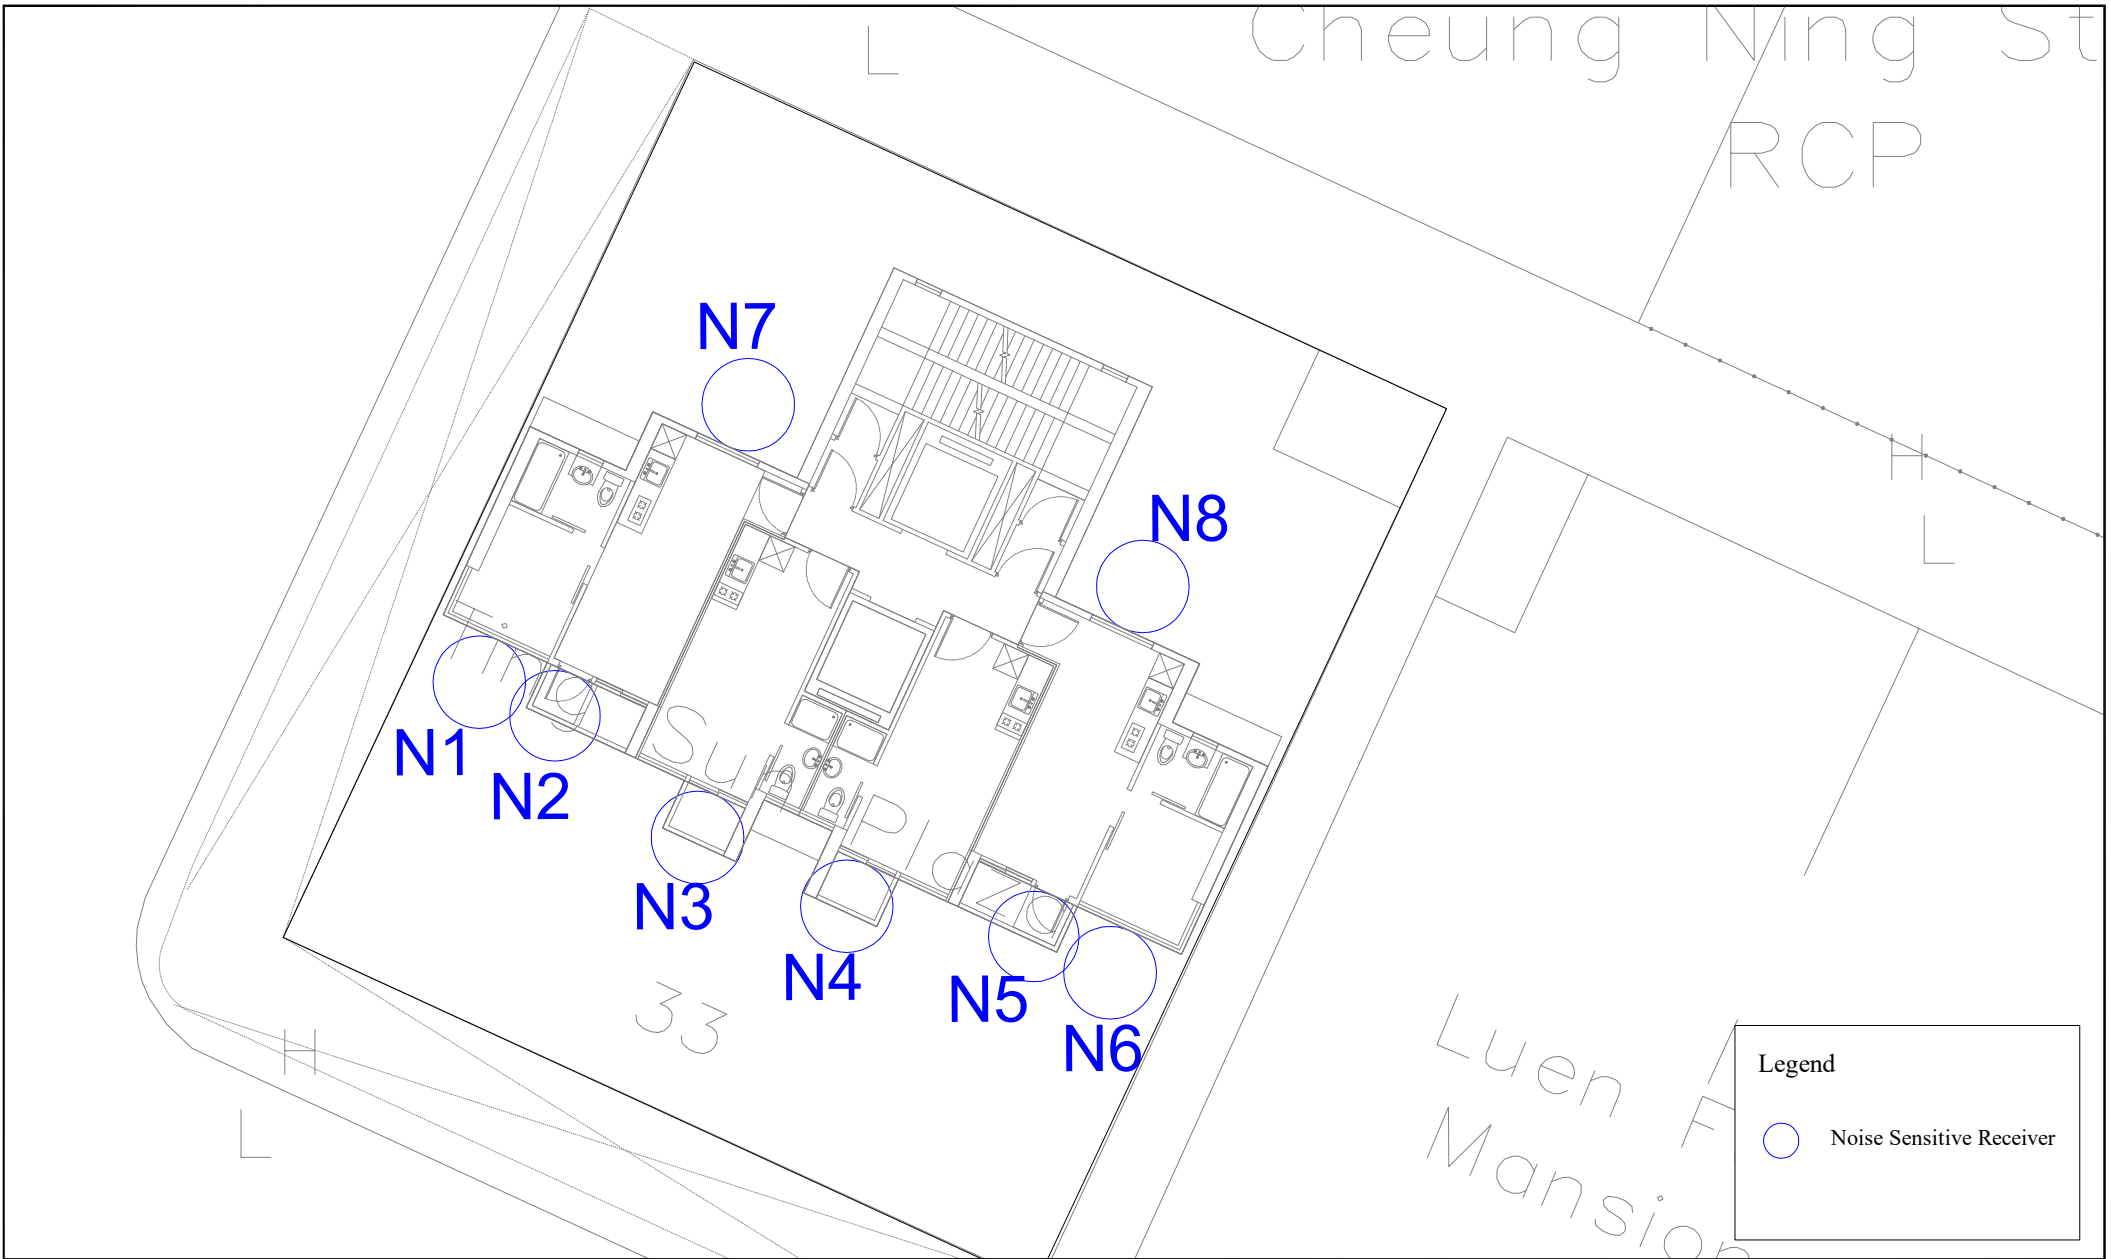 Cheung Ning St
L
RCP
N7
H
N8
L
N1
N2
N3
N4
N5
N6
33
H
L
Luen F
Mansion
Legend
Noise Sensitive Receiver